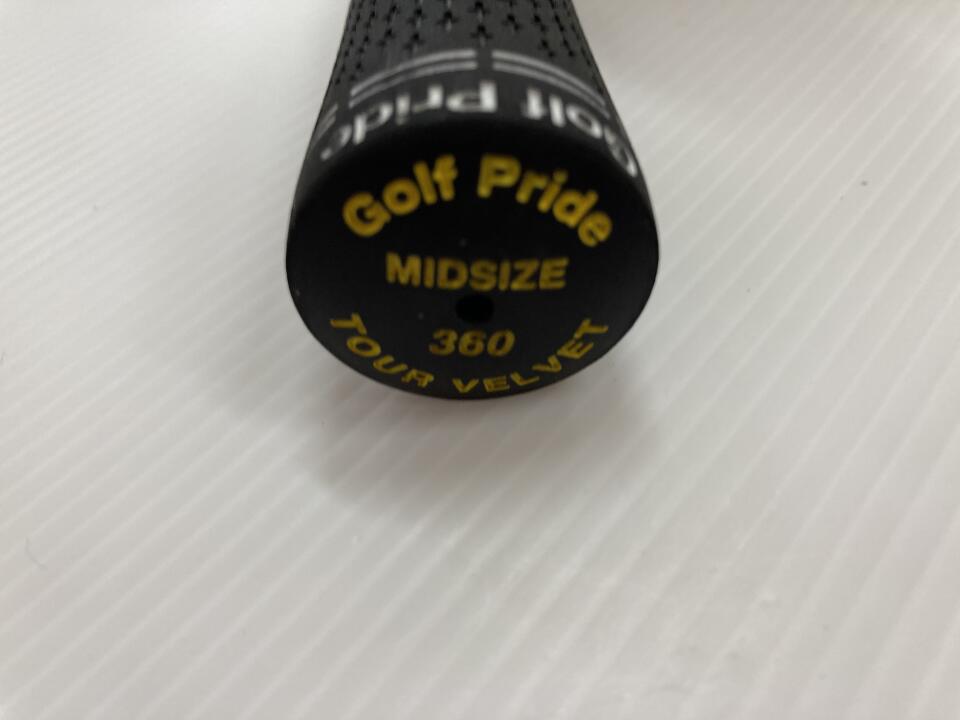 Golf Pride
Golf Pride
MIDSIZE
360
TOUR VELVET